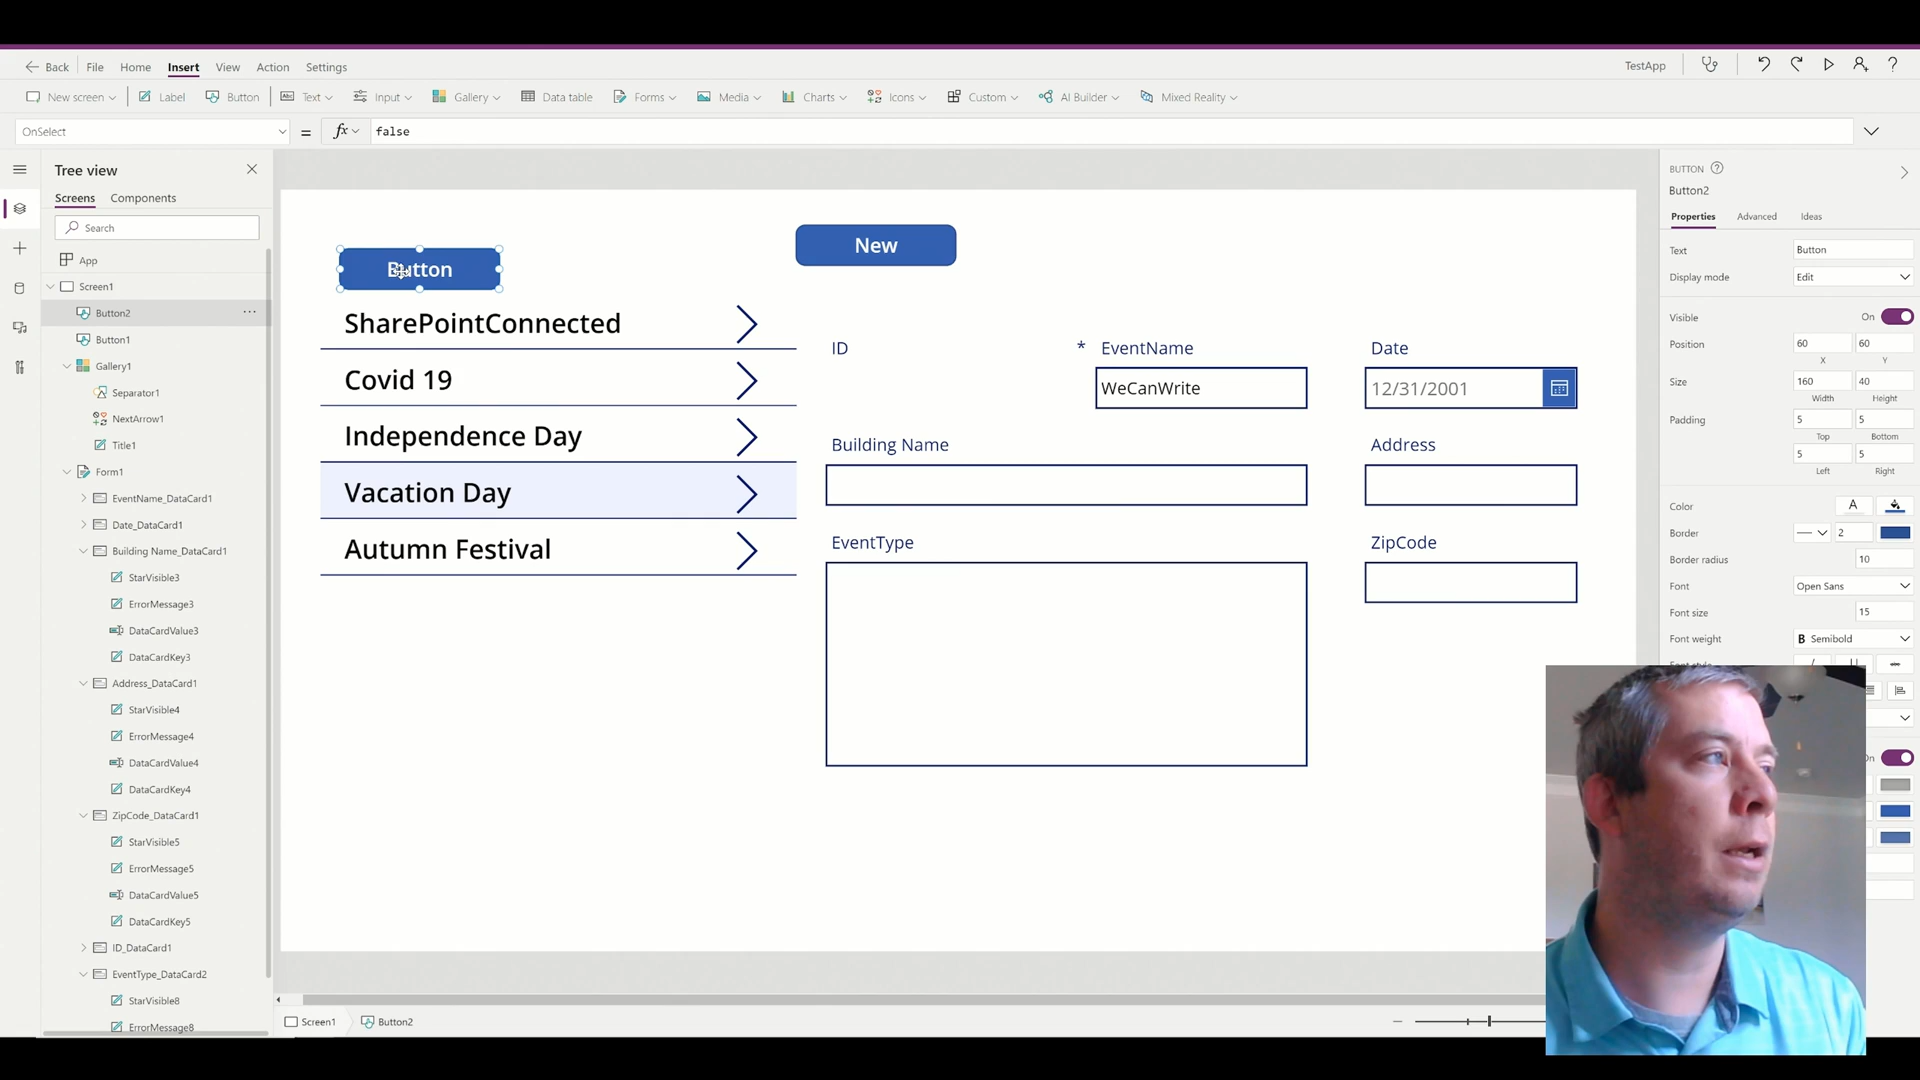 Back File Home Insert View Action Settings TestApp ?
New screen Label Button Text Input Gallery Data table Forms Media Charts Icons Custom AI Builder Mixed Reality
OnSelect = fx false
Tree view
Screens Components
Search
App
Screen1
Button2 ...
Button1
Gallery1
Separator1
NextArrow1
Title1
Form1
EventName_DataCard1
Date_DataCard1
Building Name_DataCard1
StarVisible3
ErrorMessage3
DataCardValue3
DataCardKey3
Address_DataCard1
StarVisible4
ErrorMessage4
DataCardValue4
DataCardKey4
ZipCode_DataCard1
StarVisible5
ErrorMessage5
DataCardValue5
DataCardKey5
ID_DataCard1
EventType_DataCard2
StarVisible8
ErrorMessage8
Button
New
SharePointConnected
Covid 19
Independence Day
Vacation Day
Autumn Festival
ID
* EventName
WeCanWrite
Date
12/31/2001
Building Name
Address
EventType
ZipCode
Screen1 Button2
BUTTON ?
Button2
Properties Advanced Ideas
Text Button
Display mode Edit
Visible On
Position 60 60
X Y
Size 160 40
Width Height
Padding 5 5
Top Bottom
5 5
Left Right
Color A
Border 2
Border radius 10
Font Open Sans
Font size 15
Font weight B Semibold